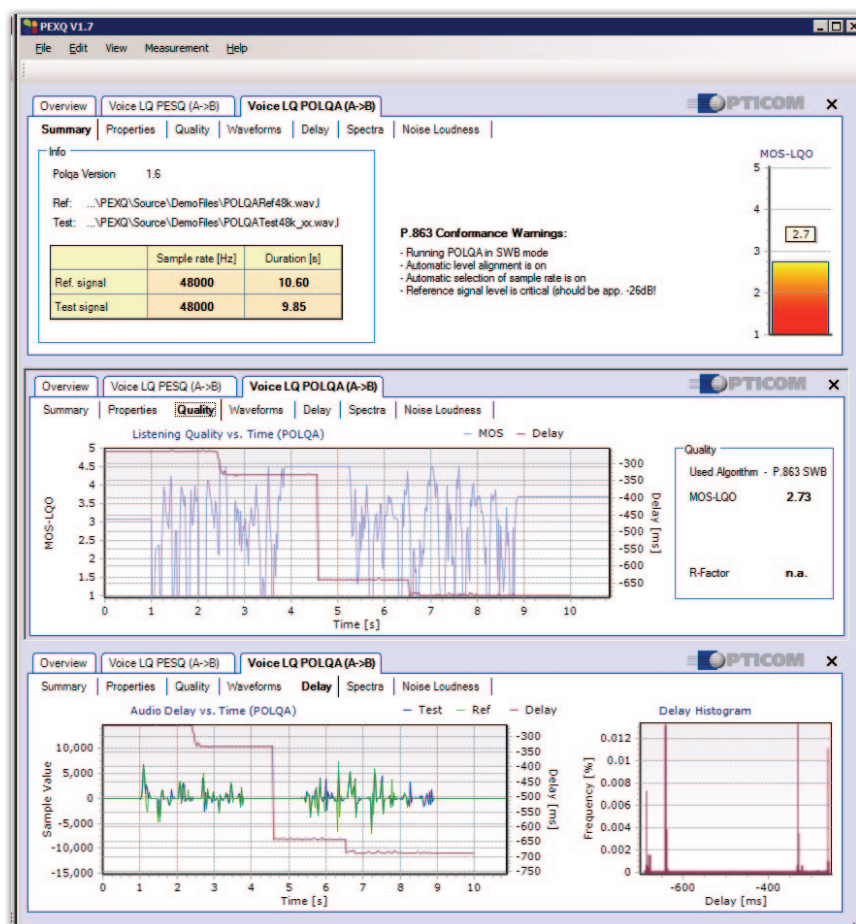 PEXQ V1.7
File Edit View Measurement Help
Overview Voice LQ PESQ (A->B) Voice LQ POLQA (A->B) OPTICOM
Summary Properties Quality Waveforms Delay Spectra Noise Loudness
Info
Polqa Version 1.6
Ref: ...\PEXQ\Source\DemoFiles\POLQARef48k.wav,l
Test: ...\PEXQ\Source\DemoFiles\POLQATest48k_xx.wav,l
Sample rate [Hz] Duration [s]
Ref. signal 48000 10.60
Test signal 48000 9.85
P.863 Conformance Warnings:
- Running POLQA in SWB mode
- Automatic level alignment is on
- Automatic selection of sample rate is on
- Reference signal level is critical (should be app. -26dB!
MOS-LQO
5
4
2.7
3
2
1
Overview Voice LQ PESQ (A->B) Voice LQ POLQA (A->B) OPTICOM
Summary Properties Quality Waveforms Delay Spectra Noise Loudness
Listening Quality vs. Time (POLQA) MOS Delay
MOS-LQO
5
4.5
4
3.5
3
2.5
2
1.5
1
-300
-350
-400
-450
-500
-550
-600
-650
Delay [ms]
0 1 2 3 4 5 6 7 8 9 10
Time [s]
Quality
Used Algorithm - P.863 SWB
MOS-LQO 2.73
R-Factor n.a.
Overview Voice LQ PESQ (A->B) Voice LQ POLQA (A->B) OPTICOM
Summary Properties Quality Waveforms Delay Spectra Noise Loudness
Audio Delay vs. Time (POLQA) Test Ref Delay
Sample Value
10,000
5,000
0
-5,000
-10,000
-15,000
-300
-350
-400
-450
-500
-550
-600
-650
-700
-750
Delay [ms]
0 1 2 3 4 5 6 7 8 9 10
Time [s]
Delay Histogram
Frequency [%]
0.012
0.01
0.008
0.006
0.004
0.002
0
-600 -400
Delay [ms]